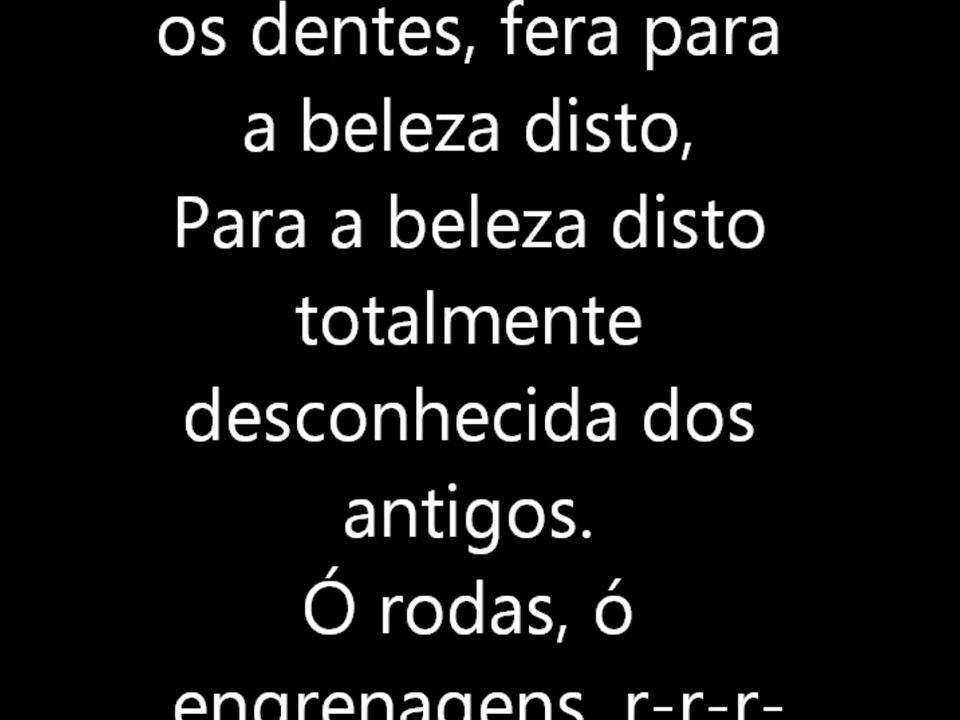 os dentes, fera para
a beleza disto,
Para a beleza disto
totalmente
desconhecida dos
antigos.
Ó rodas, ó
engrenagens, r-r-r-